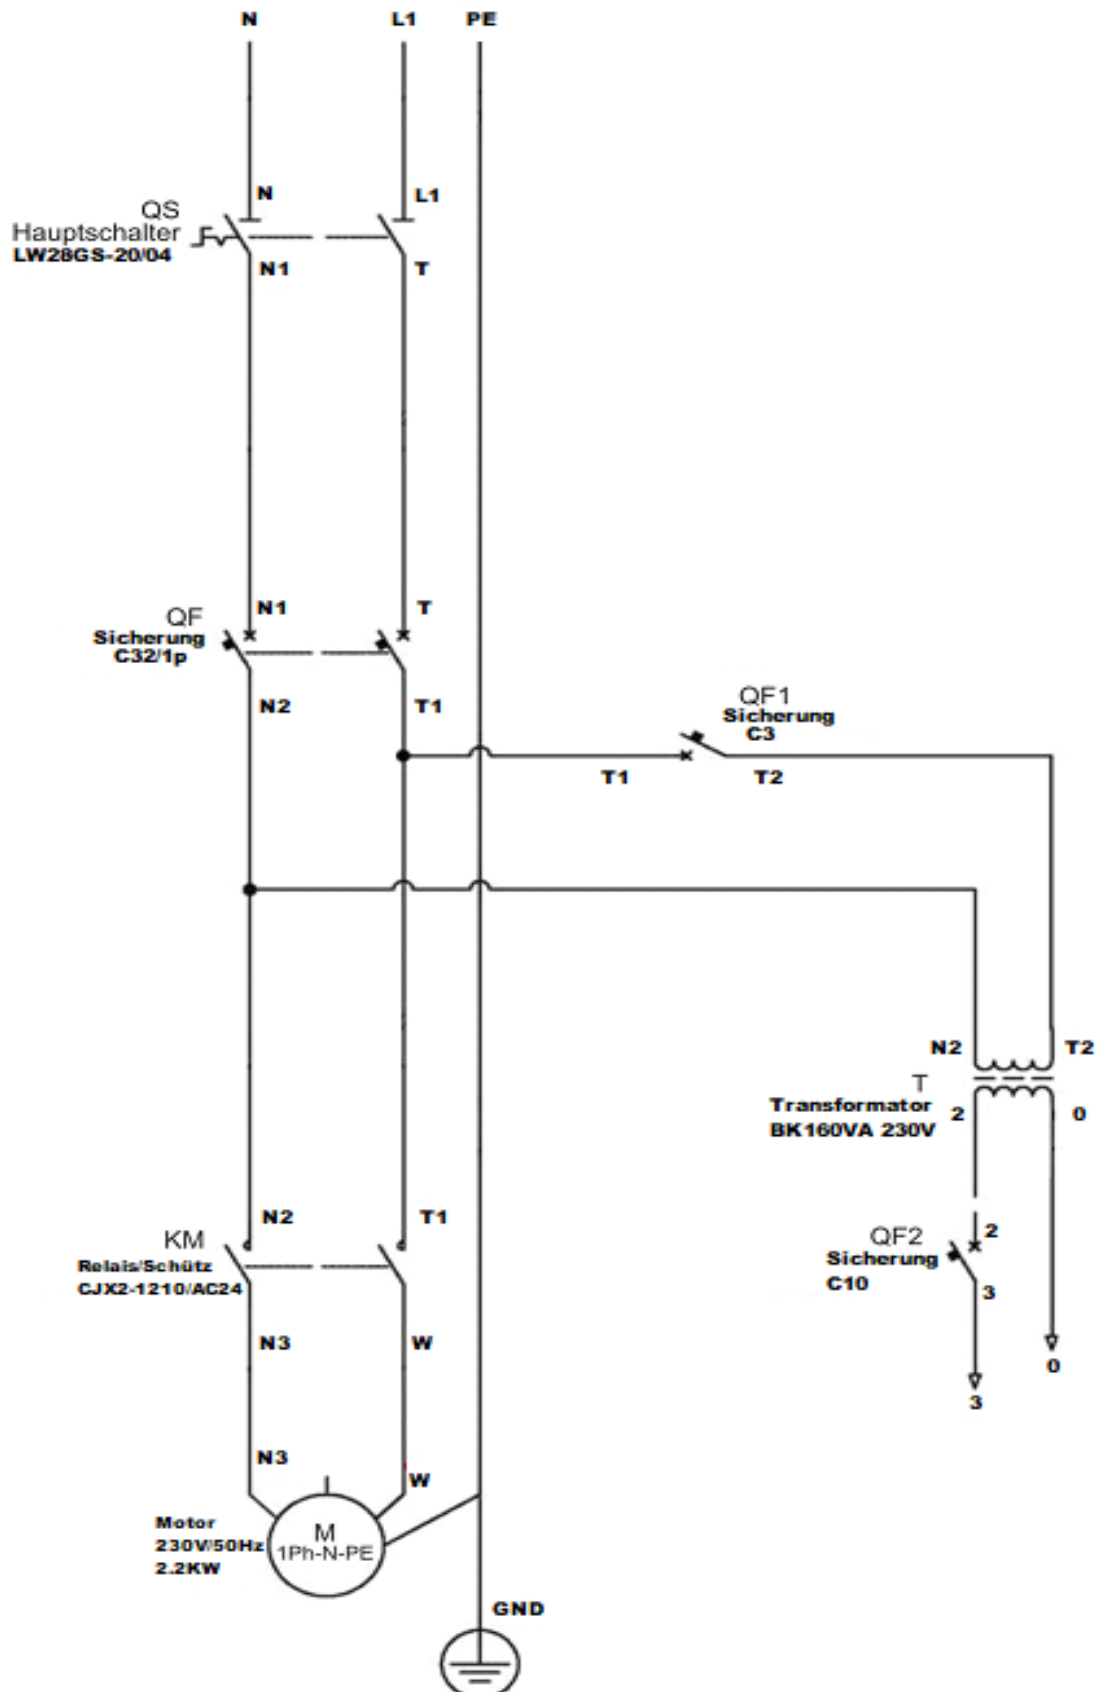 N L1 PE
N L1
QS
Hauptschalter
LW28GS-20/04
N1 T
N1 T
QF
Sicherung
C32/1p
N2 T1
QF1
Sicherung
C3
T1 T2
N2 T2
T
Transformator 2 0
BK160VA 230V
N2 T1
KM
Relais/Schütz
CJX2-1210/AC24
2
QF2
Sicherung
C10
3
N3 W
0
3
N3
W
Motor
230V/50Hz
2.2KW
M
1Ph-N-PE
GND